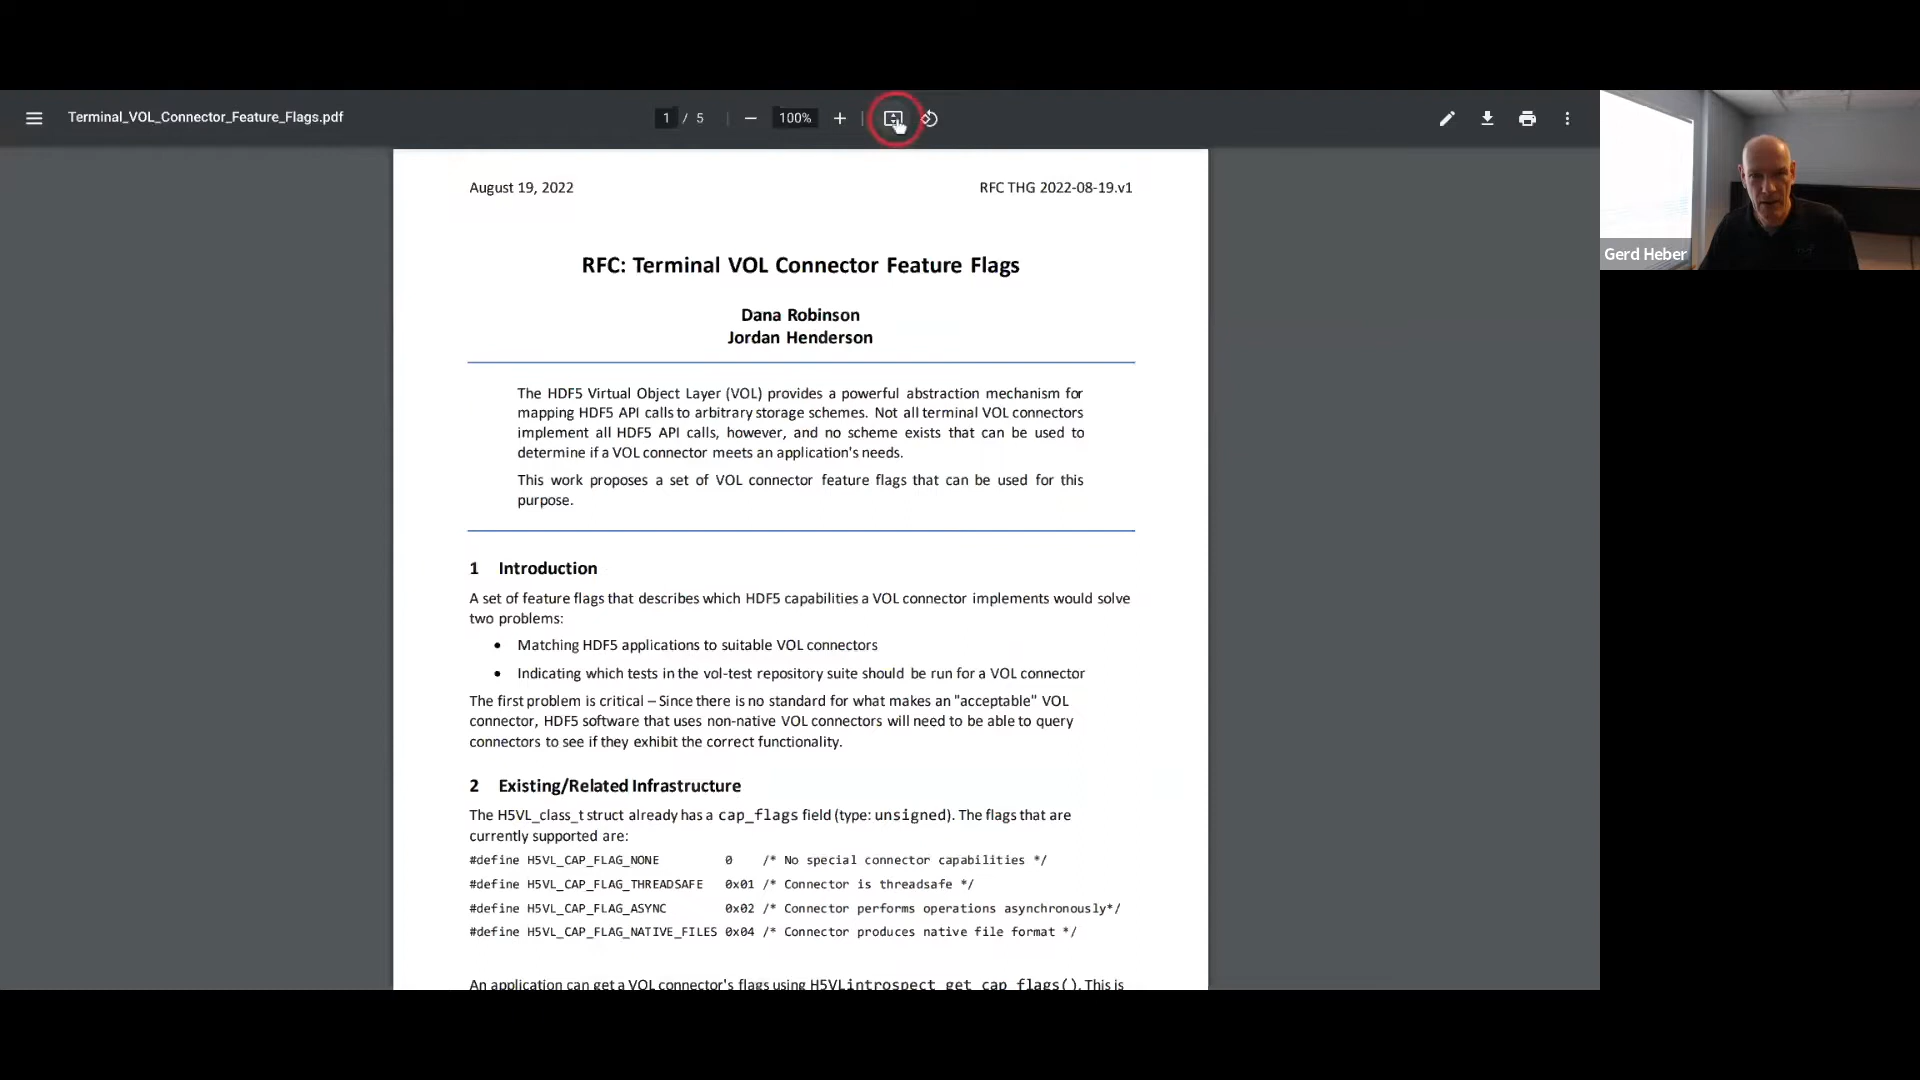 Terminal_VOL_Connector_Feature_Flags.pdf
1 / 5
100%
Gerd Heber
August 19, 2022
RFC THG 2022-08-19.v1
RFC: Terminal VOL Connector Feature Flags
Dana Robinson
Jordan Henderson
The HDF5 Virtual Object Layer (VOL) provides a powerful abstraction mechanism for
mapping HDF5 API calls to arbitrary storage schemes. Not all terminal VOL connectors
implement all HDF5 API calls, however, and no scheme exists that can be used to
determine if a VOL connector meets an application's needs.
This work proposes a set of VOL connector feature flags that can be used for this
purpose.
1 Introduction
A set of feature flags that describes which HDF5 capabilities a VOL connector implements would solve
two problems:
• Matching HDF5 applications to suitable VOL connectors
• Indicating which tests in the vol-test repository suite should be run for a VOL connector
The first problem is critical – Since there is no standard for what makes an "acceptable" VOL
connector, HDF5 software that uses non-native VOL connectors will need to be able to query
connectors to see if they exhibit the correct functionality.
2 Existing/Related Infrastructure
The H5VL_class_t struct already has a cap_flags field (type: unsigned). The flags that are
currently supported are:
#define H5VL_CAP_FLAG_NONE 0 /* No special connector capabilities */
#define H5VL_CAP_FLAG_THREADSAFE 0x01 /* Connector is threadsafe */
#define H5VL_CAP_FLAG_ASYNC 0x02 /* Connector performs operations asynchronously*/
#define H5VL_CAP_FLAG_NATIVE_FILES 0x04 /* Connector produces native file format */
An application can get a VOL connector's flags using H5VLintrospect_get_cap_flags(). This is